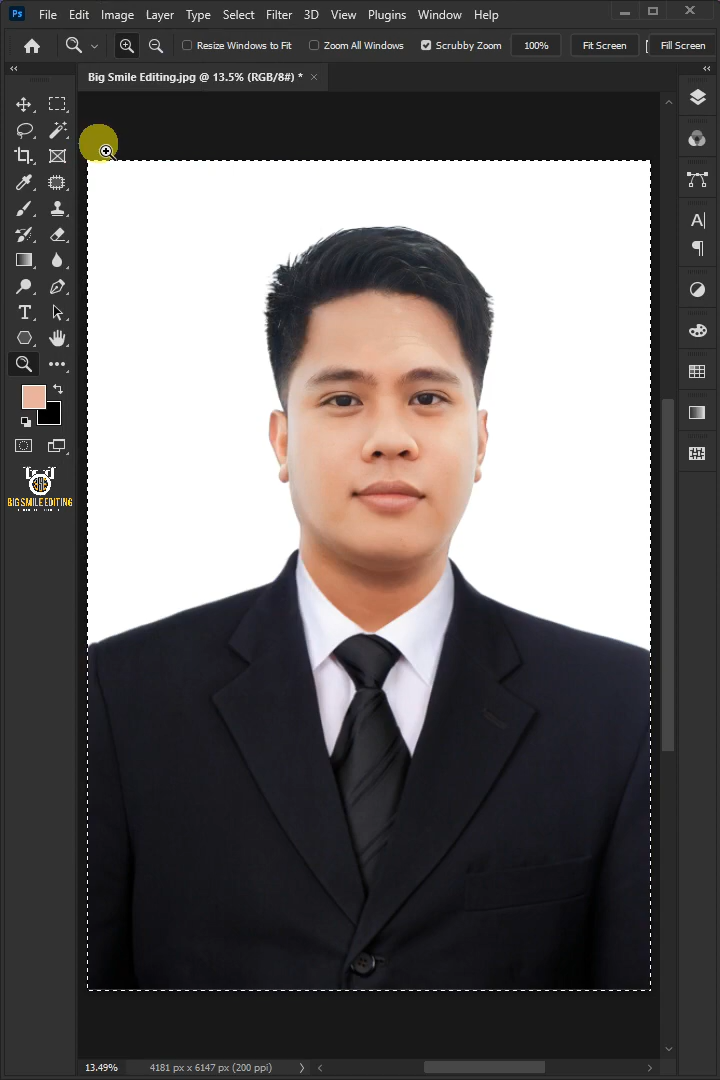 Ps File Edit Image Layer Type Select Filter 3D View Plugins Window Help
Resize Windows to Fit Zoom All Windows Scrubby Zoom 100% Fit Screen Fill Screen
Big Smile Editing.jpg @ 13.5% (RGB/8#) *
BIG SMILE EDITING
13.49% 4181 px x 6147 px (200 ppi)